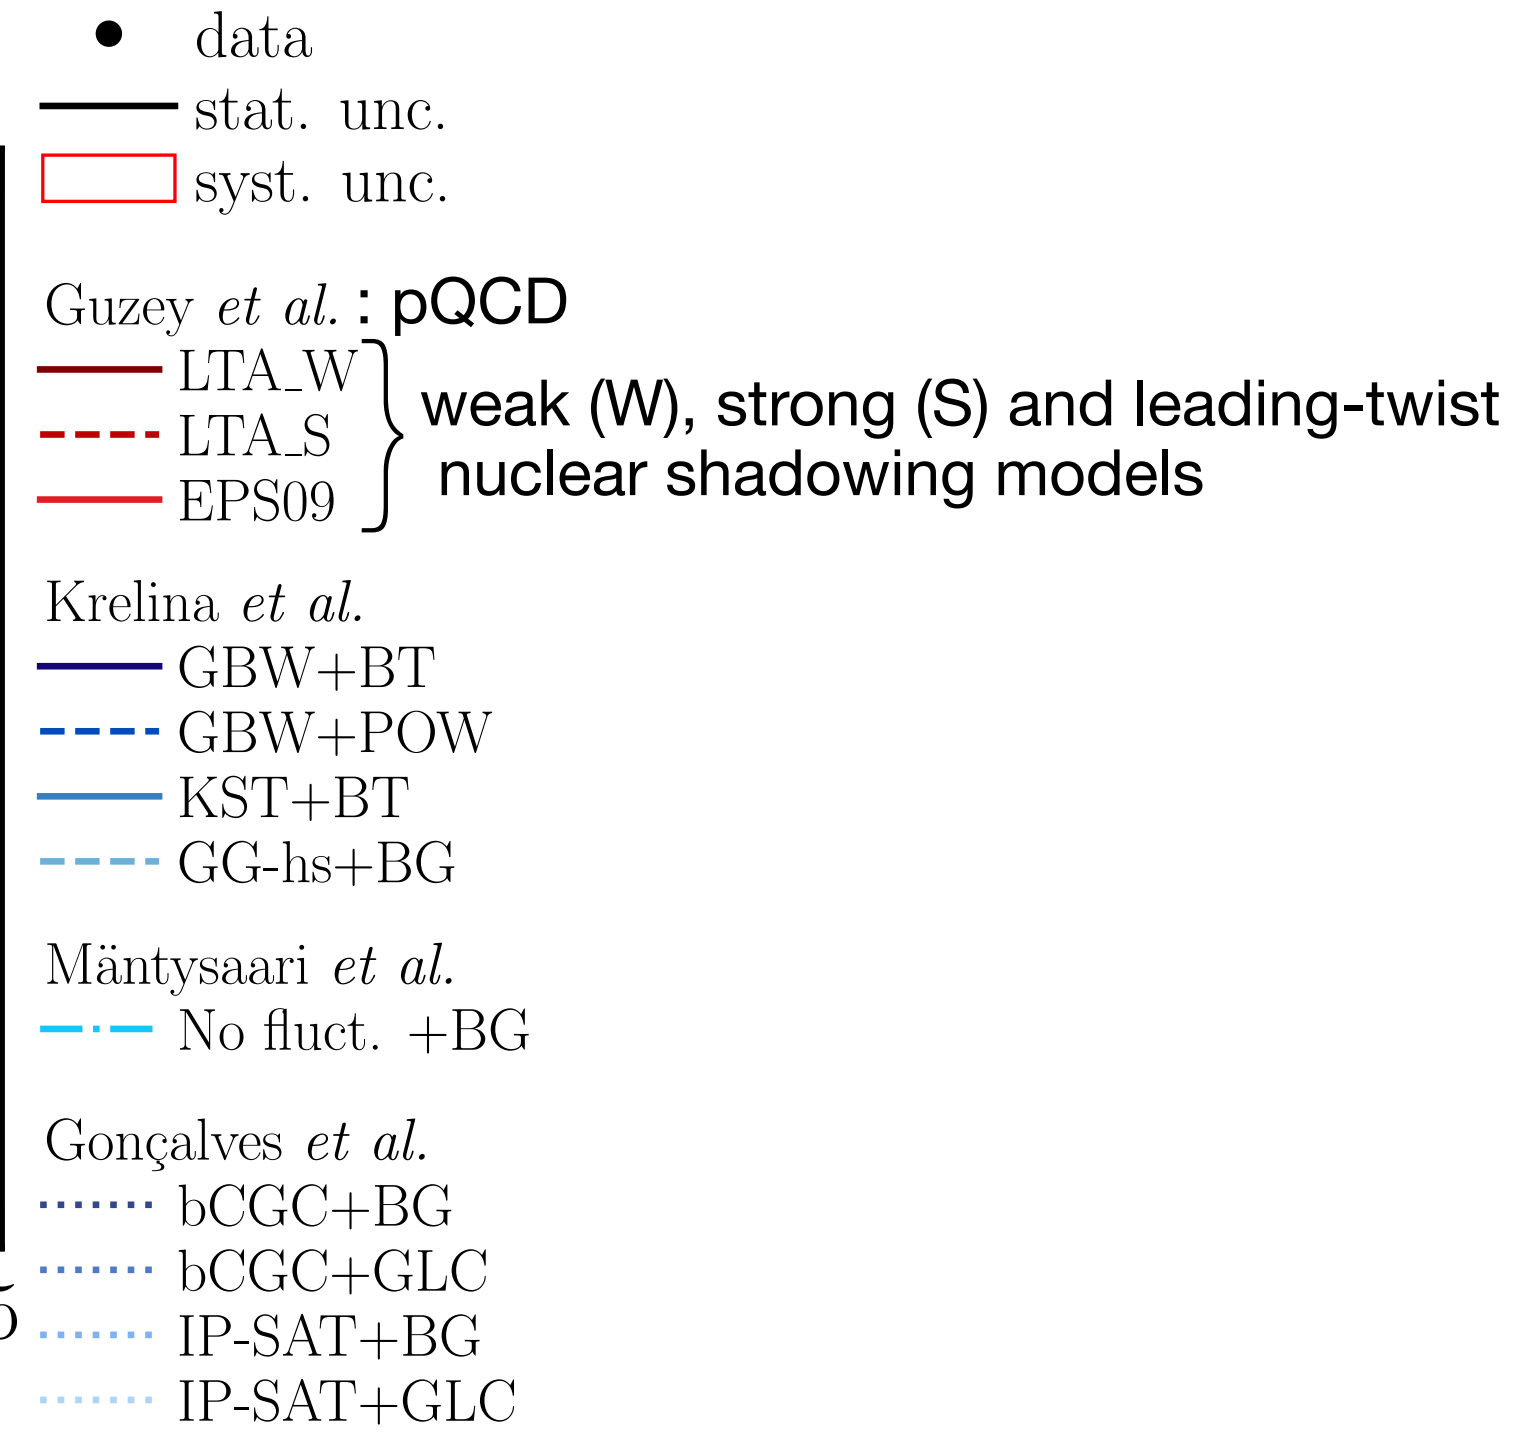 data
stat. unc.
syst. unc.
Guzey et al. : pQCD
LTA_W
LTA_S
EPS09
weak (W), strong (S) and leading-twist
nuclear shadowing models
Krelina et al.
GBW+BT
GBW+POW
KST+BT
GG-hs+BG
Mäntysaari et al.
No fluct. +BG
Gonçalves et al.
bCGC+BG
bCGC+GLC
IP-SAT+BG
IP-SAT+GLC